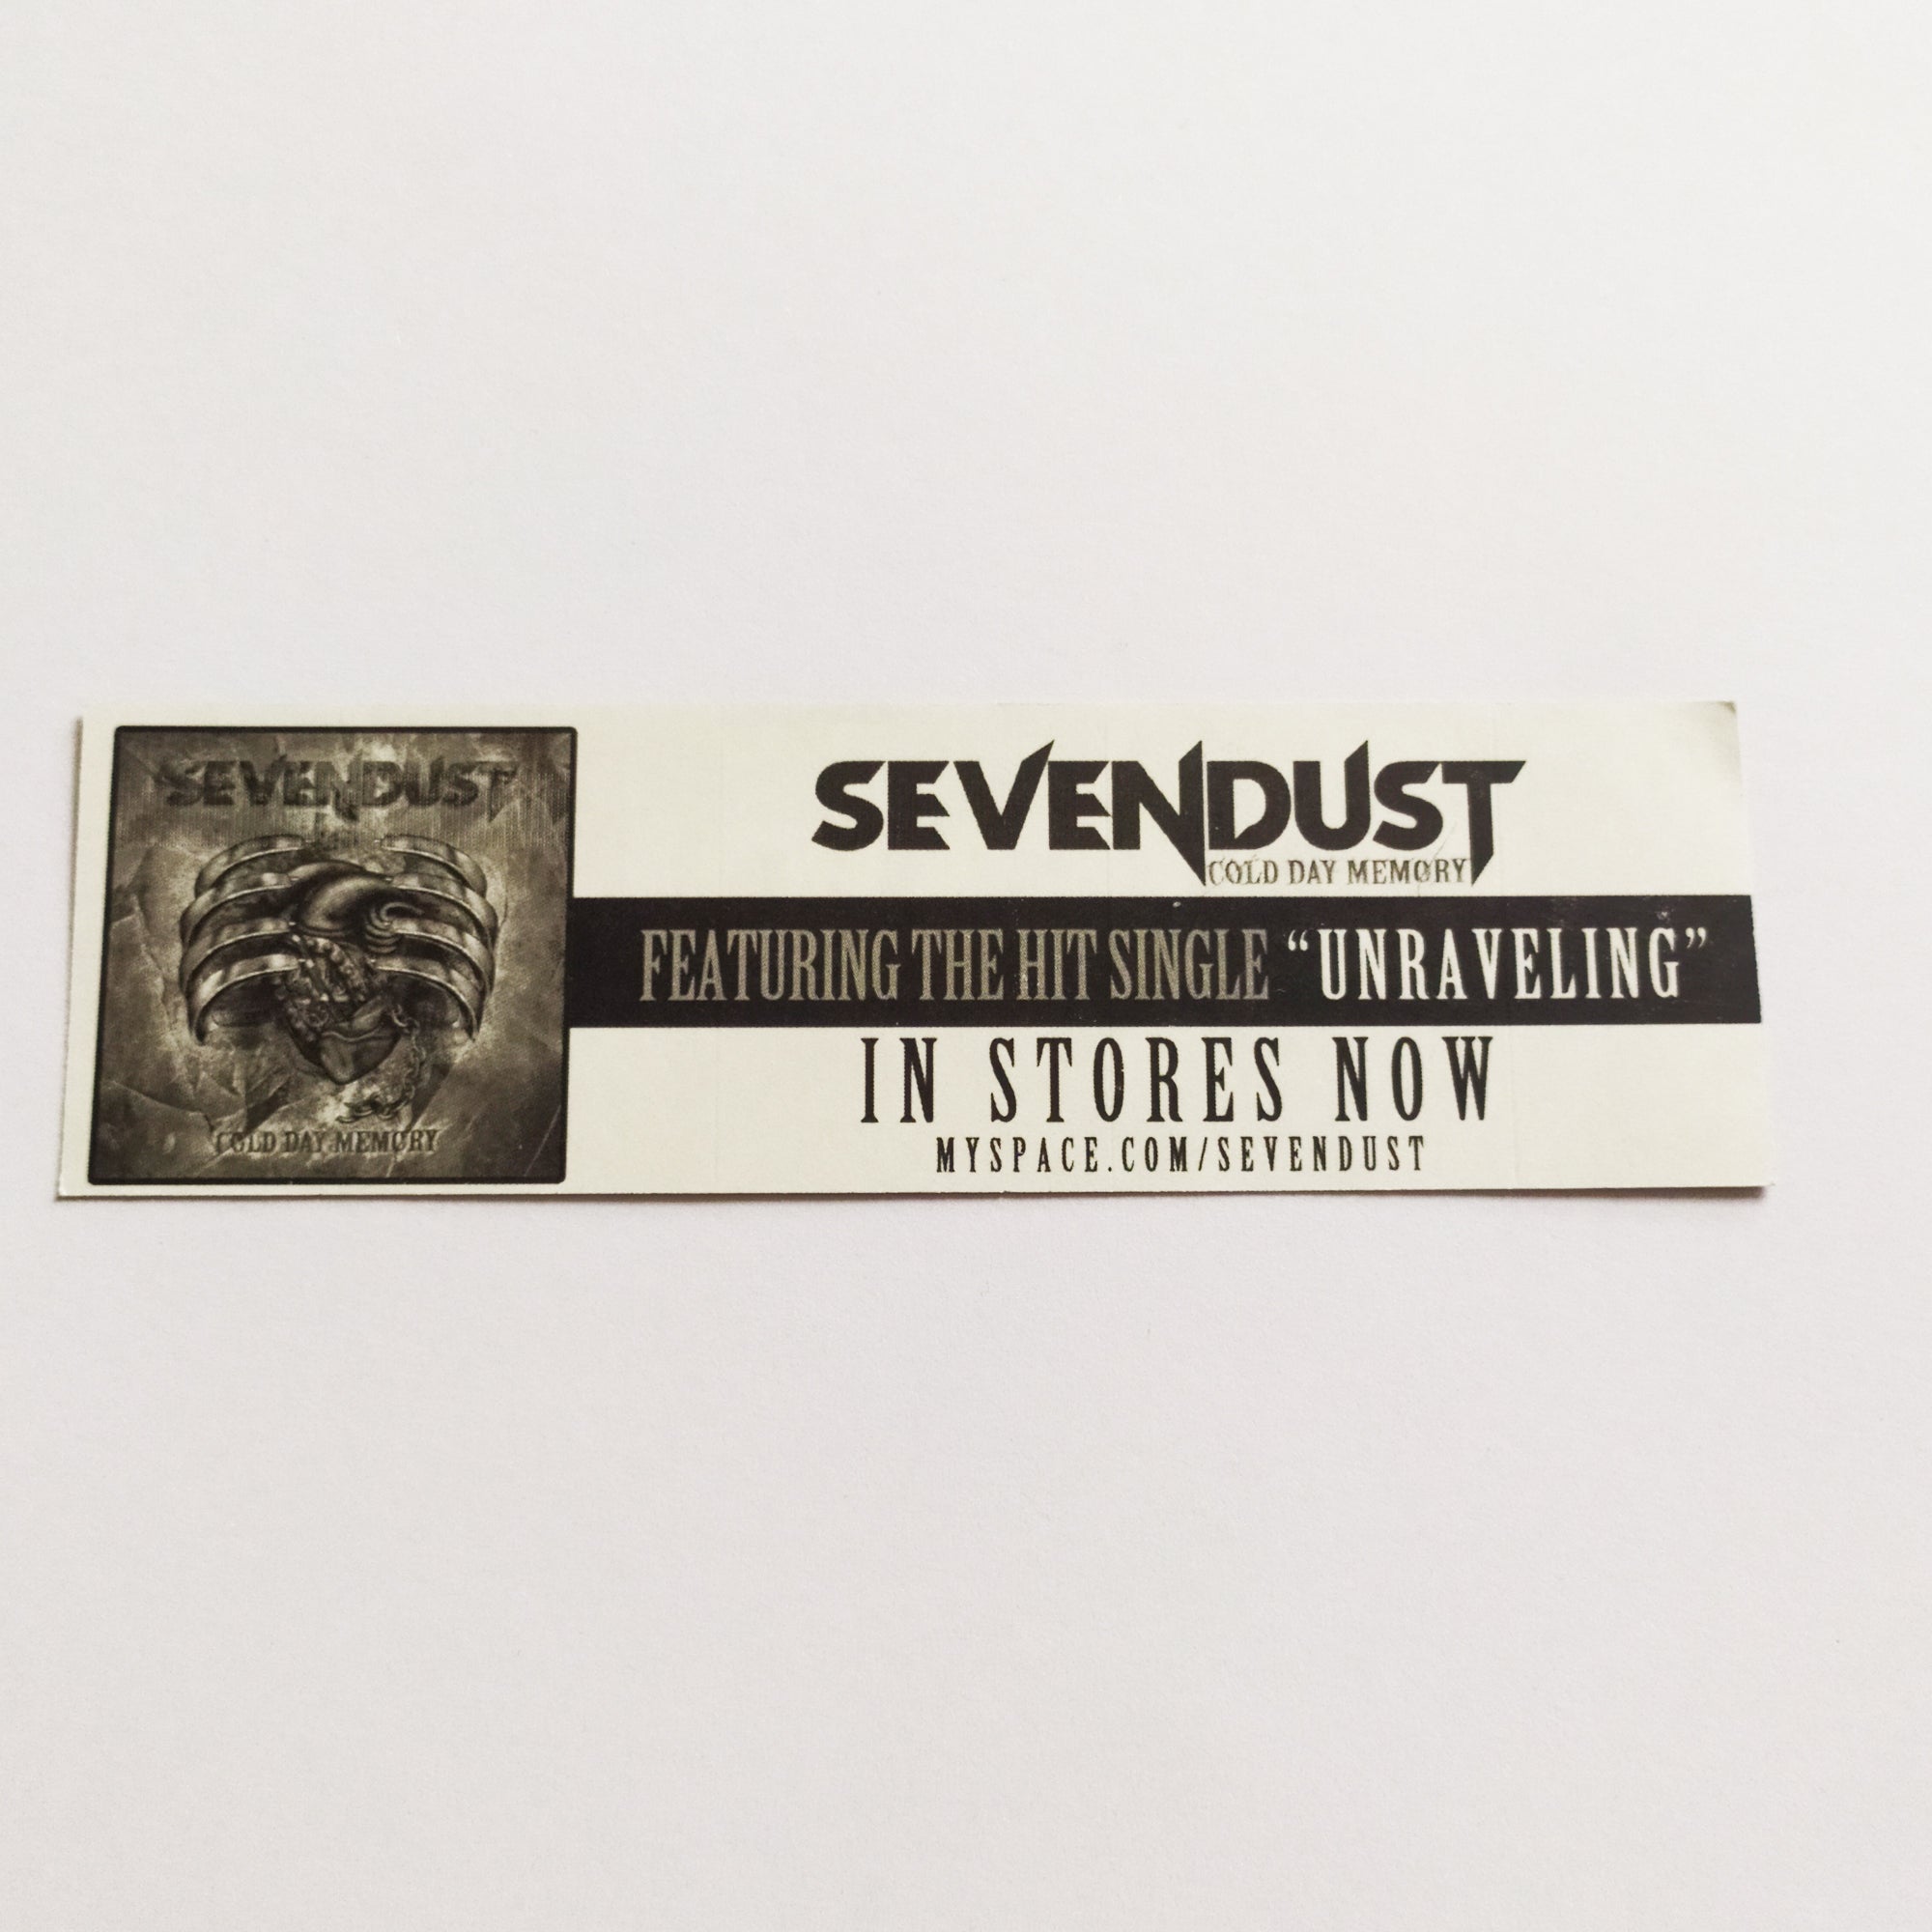 SEVENDUST
COLD DAY MEMORY
SEVENDUST
COLD DAY MEMORY
FEATURING THE HIT SINGLE “UNRAVELING”
IN STORES NOW
MYSPACE.COM/SEVENDUST